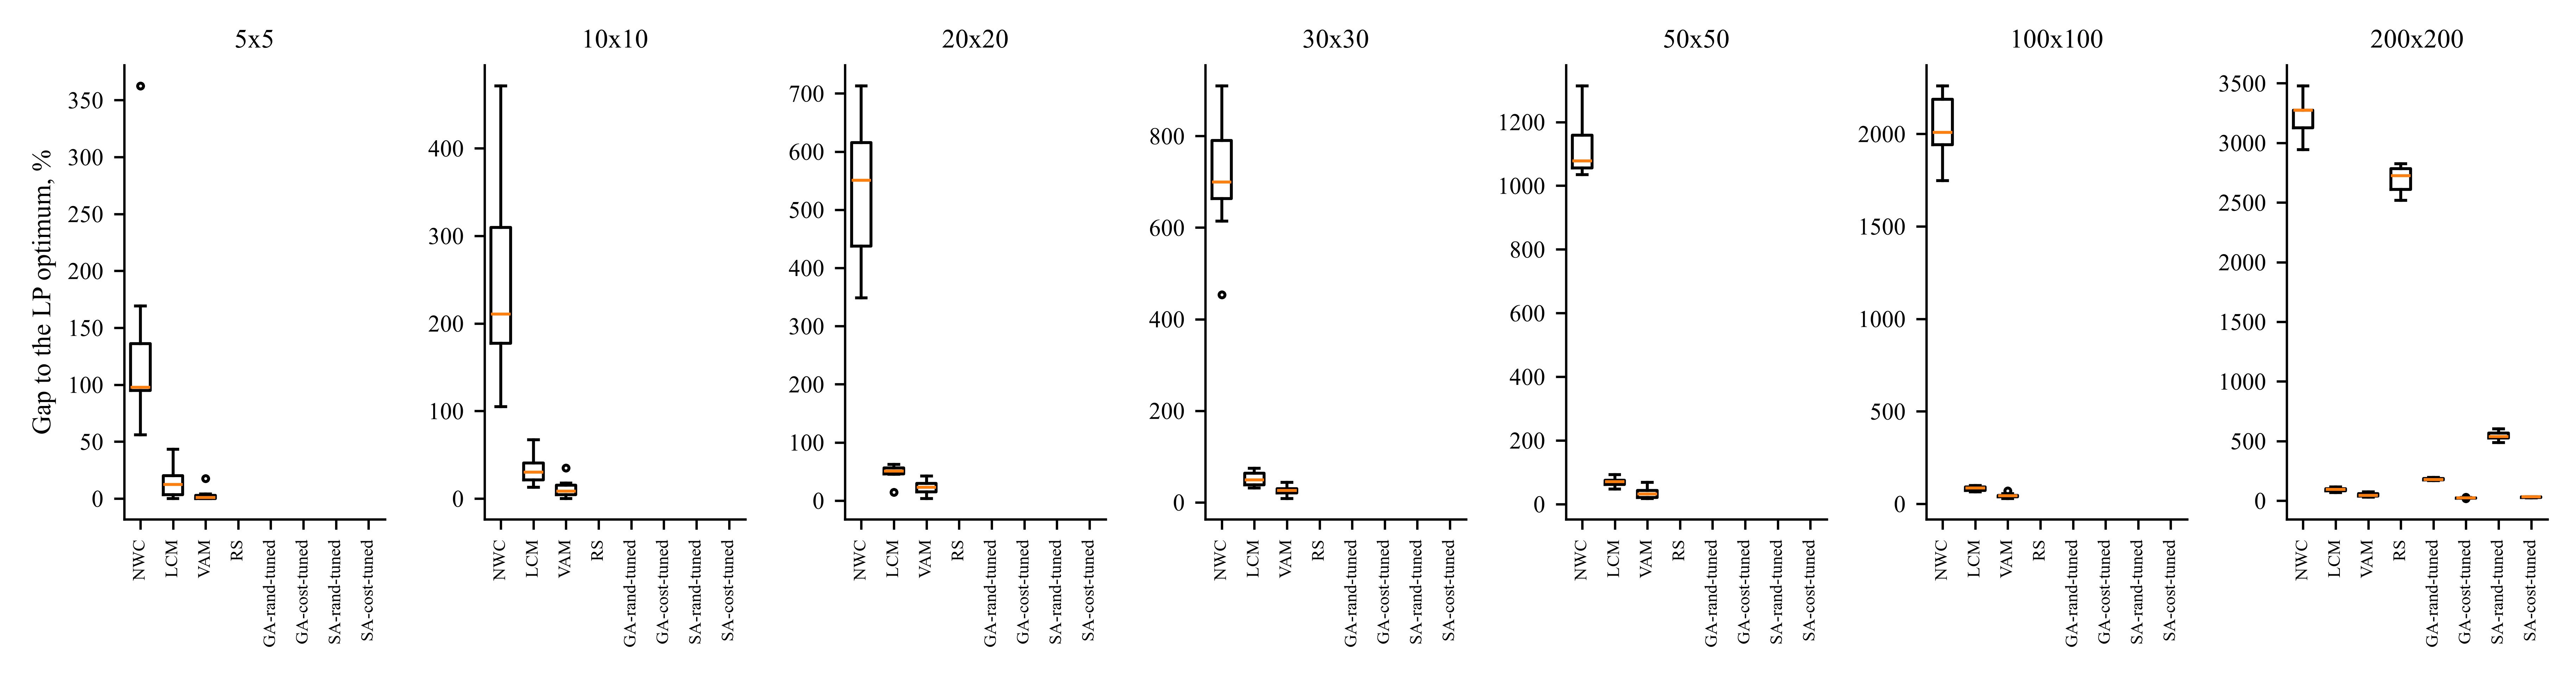 5x5 10x10 20x20 30x30 50x50 100x100 200x200
Gap to the LP optimum, %
350
300
250
200
150
100
50
0
NWC
LCM
VAM
RS
GA-rand-tuned
GA-cost-tuned
SA-rand-tuned
SA-cost-tuned
400
300
200
100
0
NWC
LCM
VAM
RS
GA-rand-tuned
GA-cost-tuned
SA-rand-tuned
SA-cost-tuned
700
600
500
400
300
200
100
0
NWC
LCM
VAM
RS
GA-rand-tuned
GA-cost-tuned
SA-rand-tuned
SA-cost-tuned
800
600
400
200
0
NWC
LCM
VAM
RS
GA-rand-tuned
GA-cost-tuned
SA-rand-tuned
SA-cost-tuned
1200
1000
800
600
400
200
0
NWC
LCM
VAM
RS
GA-rand-tuned
GA-cost-tuned
SA-rand-tuned
SA-cost-tuned
2000
1500
1000
500
0
NWC
LCM
VAM
RS
GA-rand-tuned
GA-cost-tuned
SA-rand-tuned
SA-cost-tuned
3500
3000
2500
2000
1500
1000
500
0
NWC
LCM
VAM
RS
GA-rand-tuned
GA-cost-tuned
SA-rand-tuned
SA-cost-tuned